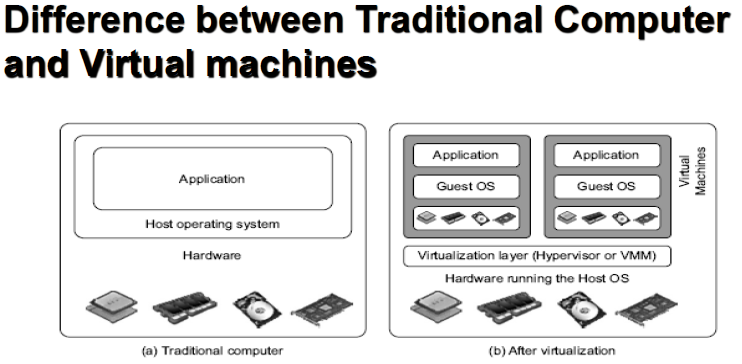 Difference between Traditional Computer
and Virtual machines
Application
Host operating system
Hardware
(a) Traditional computer
Application
Guest OS
Application
Guest OS
Virtual
Machines
Virtualization layer (Hypervisor or VMM)
Hardware running the Host OS
(b) After virtualization